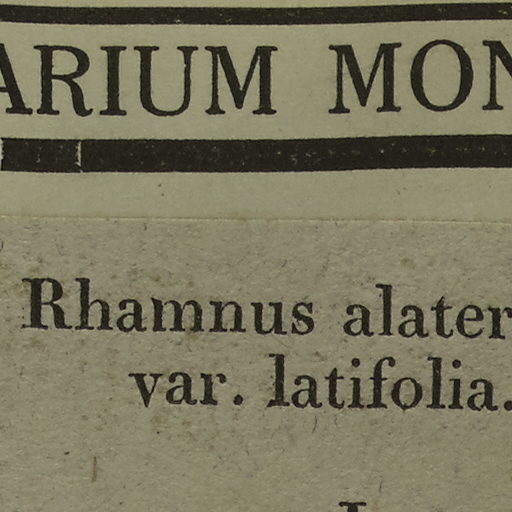 ARIUM MON
Rhamnus alater
var. latifolia.